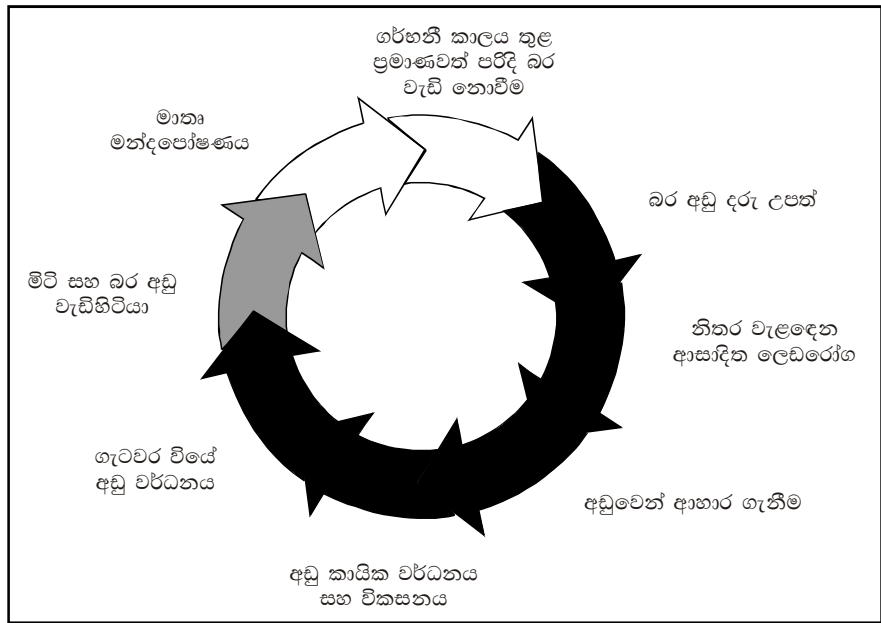 ගර්භනී කාලය තුළ
ප්‍රමාණවත් පරිදි බර
වැඩි නොවීම
බර අඩු දරු උපත්
නිතර වැළඳෙන
ආසාදිත ලෙඩරෝග
අඩුවෙන් ආහාර ගැනීම
අඩු කායික වර්ධනය
සහ විකසනය
ගැටවර වියේ
අඩු වර්ධනය
මිටි සහ බර අඩු
වැඩිහිටියා
මාතෘ
මන්දපෝෂණය